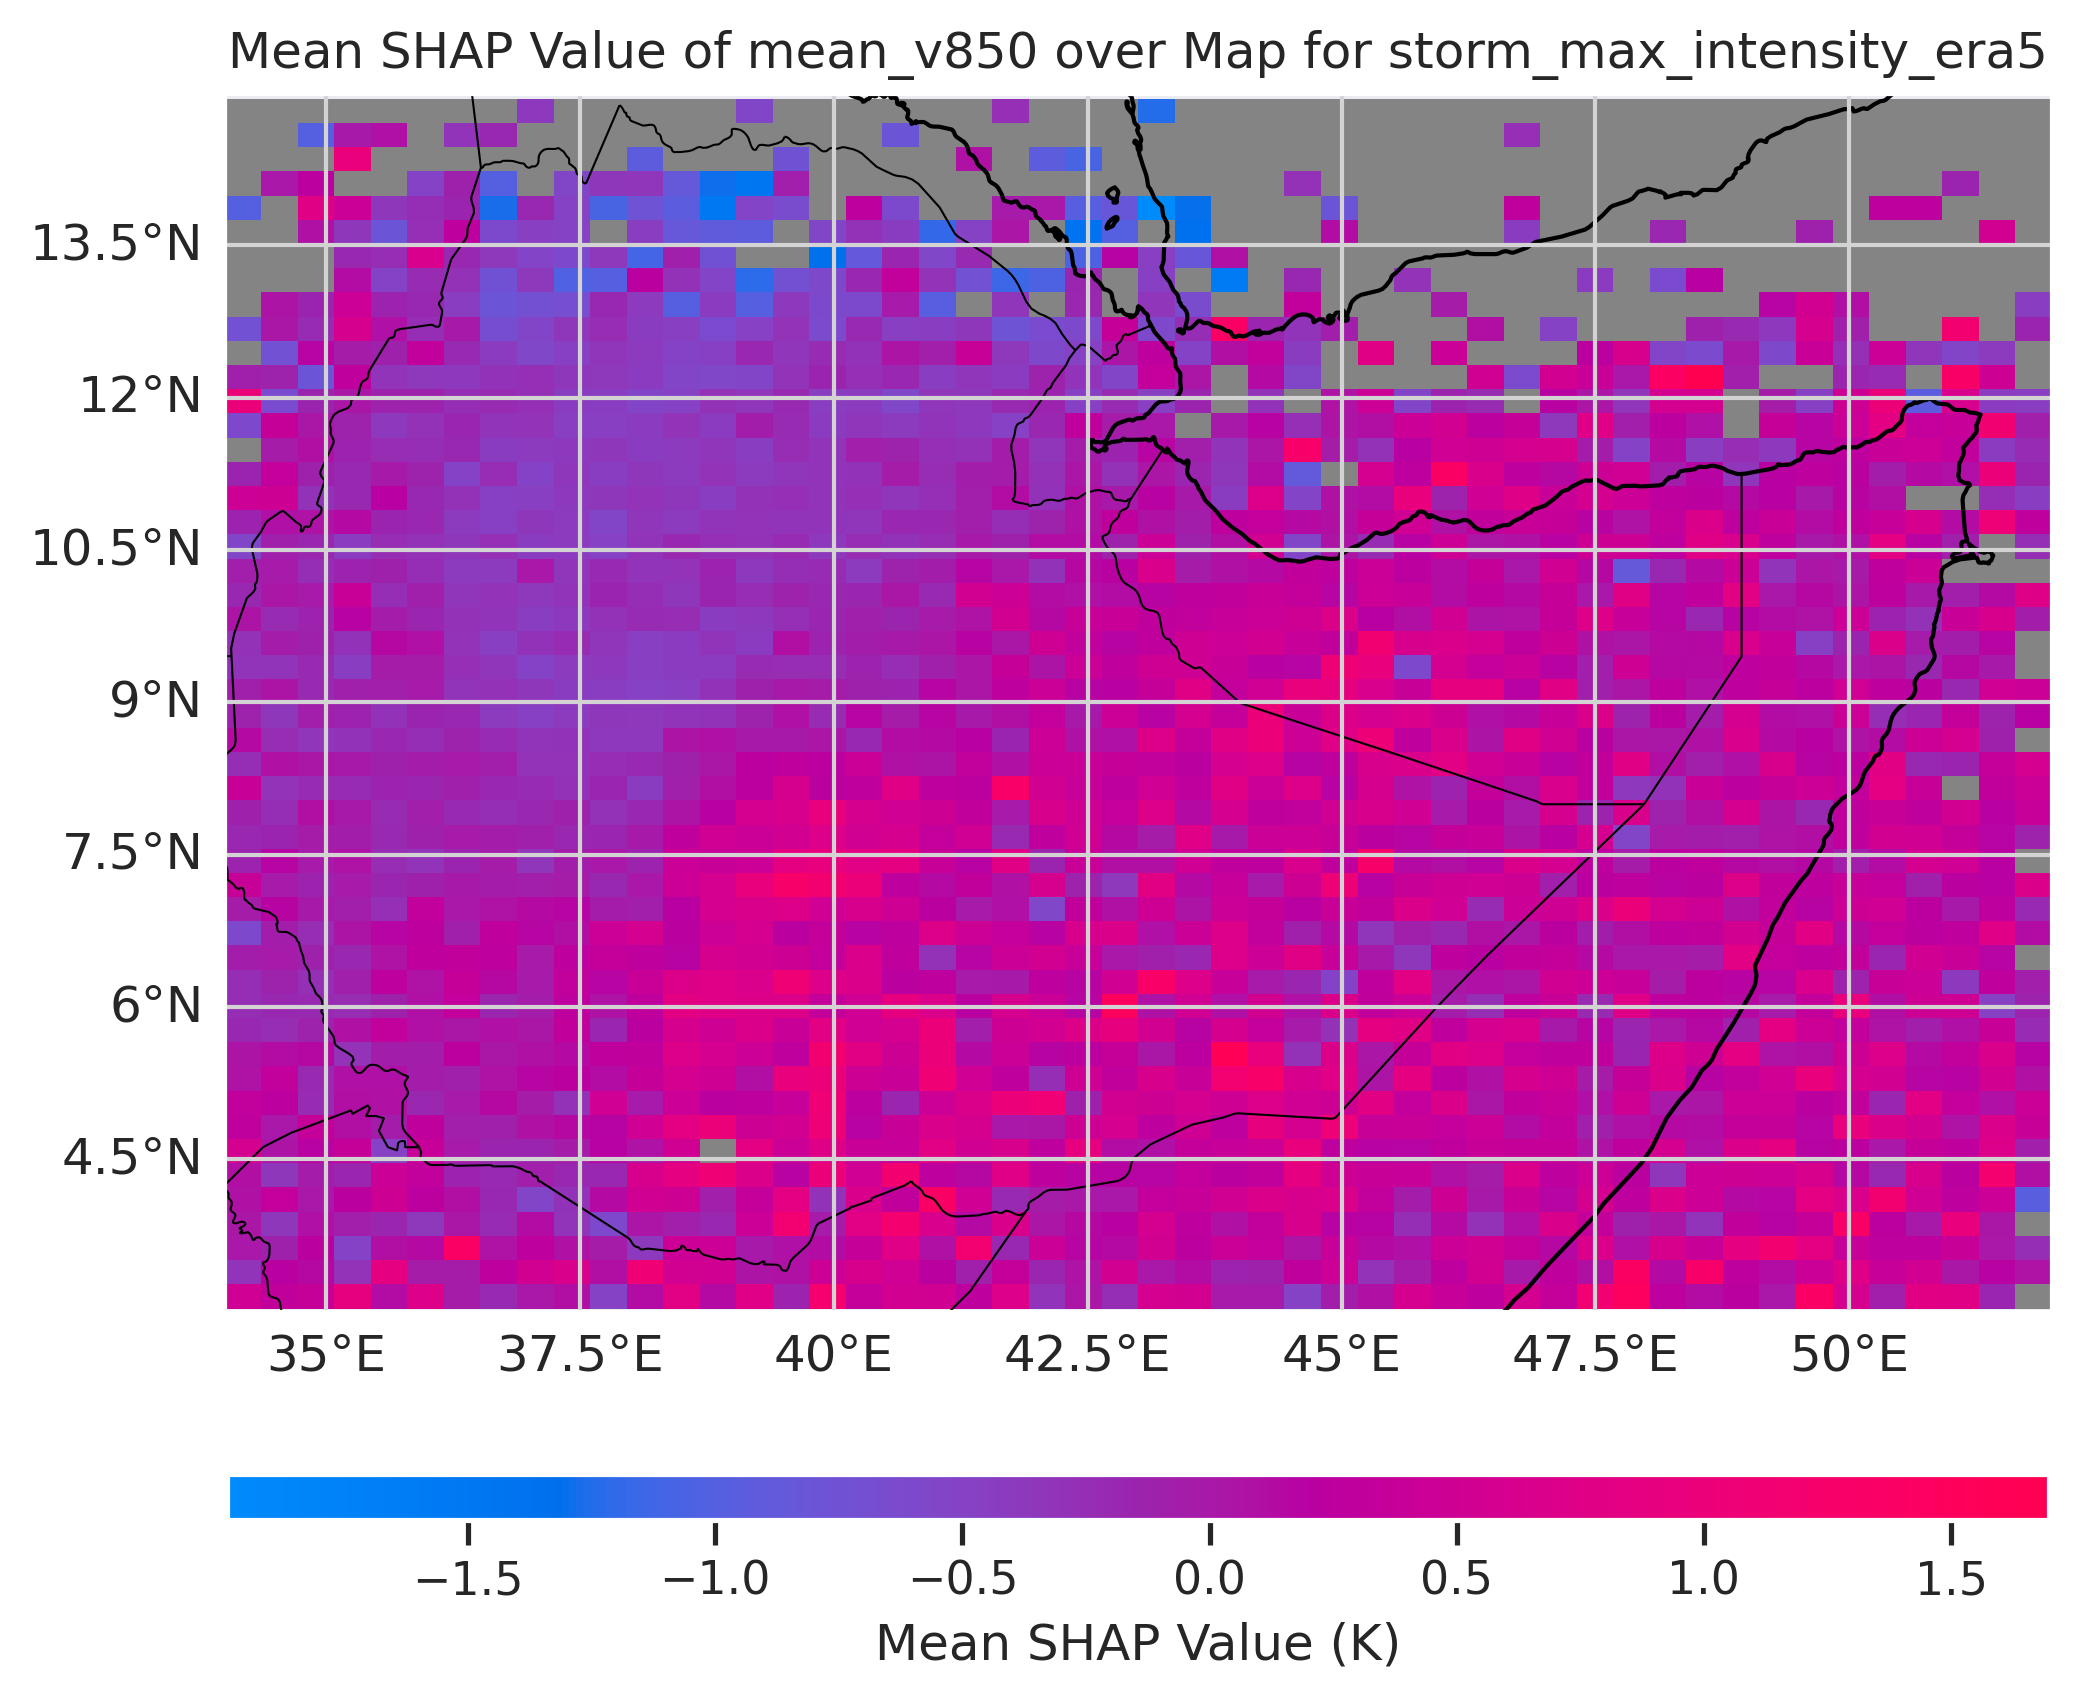 Mean SHAP Value of mean_v850 over Map for storm_max_intensity_era5
13.5°N
12°N
10.5°N
9°N
7.5°N
6°N
4.5°N
35°E 37.5°E 40°E 42.5°E 45°E 47.5°E 50°E
−1.5 −1.0 −0.5 0.0 0.5 1.0 1.5
Mean SHAP Value (K)